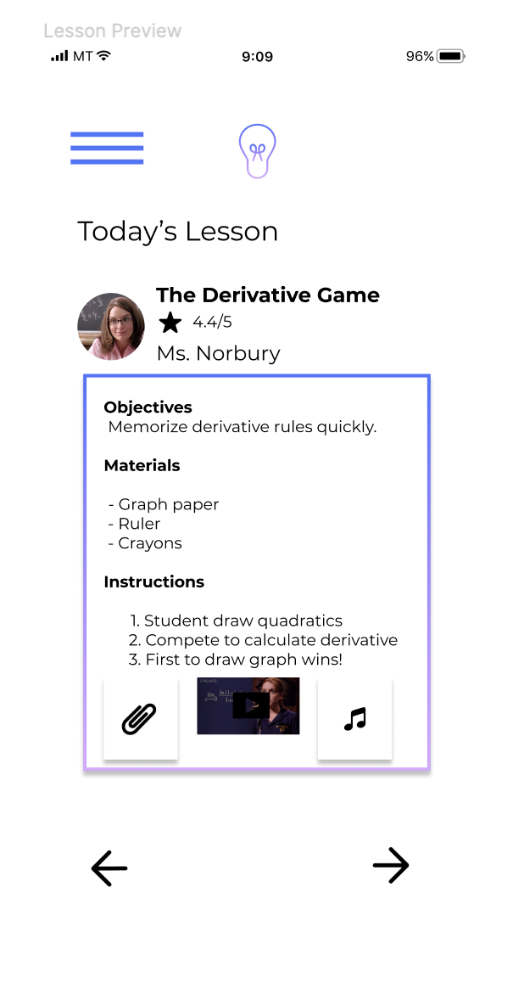 Lesson Preview
MT 9:09 96%
Today's Lesson
The Derivative Game
4.4/5
Ms. Norbury
Objectives
Memorize derivative rules quickly.
Materials
- Graph paper
- Ruler
- Crayons
Instructions
1. Student draw quadratics
2. Compete to calculate derivative
3. First to draw graph wins!
EVALUATE:
lim